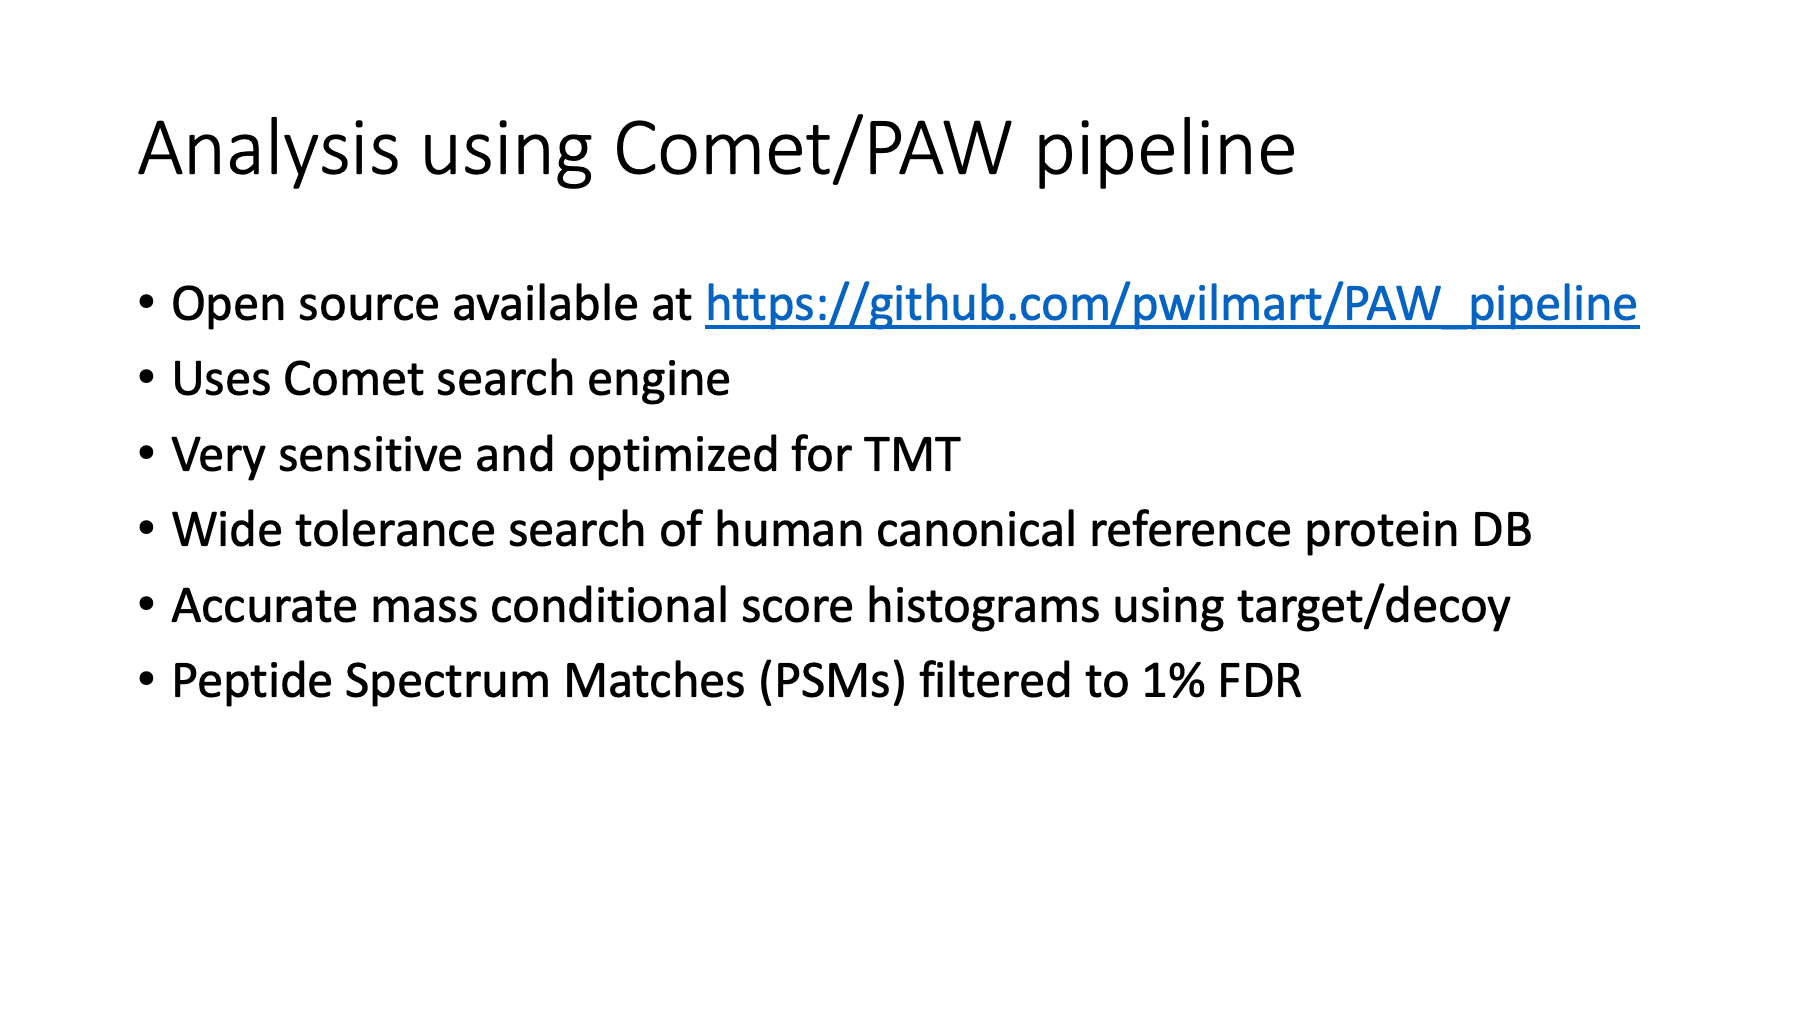 Analysis using Comet/PAW pipeline
• Open source available at https://github.com/pwilmart/PAW_pipeline
• Uses Comet search engine
• Very sensitive and optimized for TMT
• Wide tolerance search of human canonical reference protein DB
• Accurate mass conditional score histograms using target/decoy
• Peptide Spectrum Matches (PSMs) filtered to 1% FDR